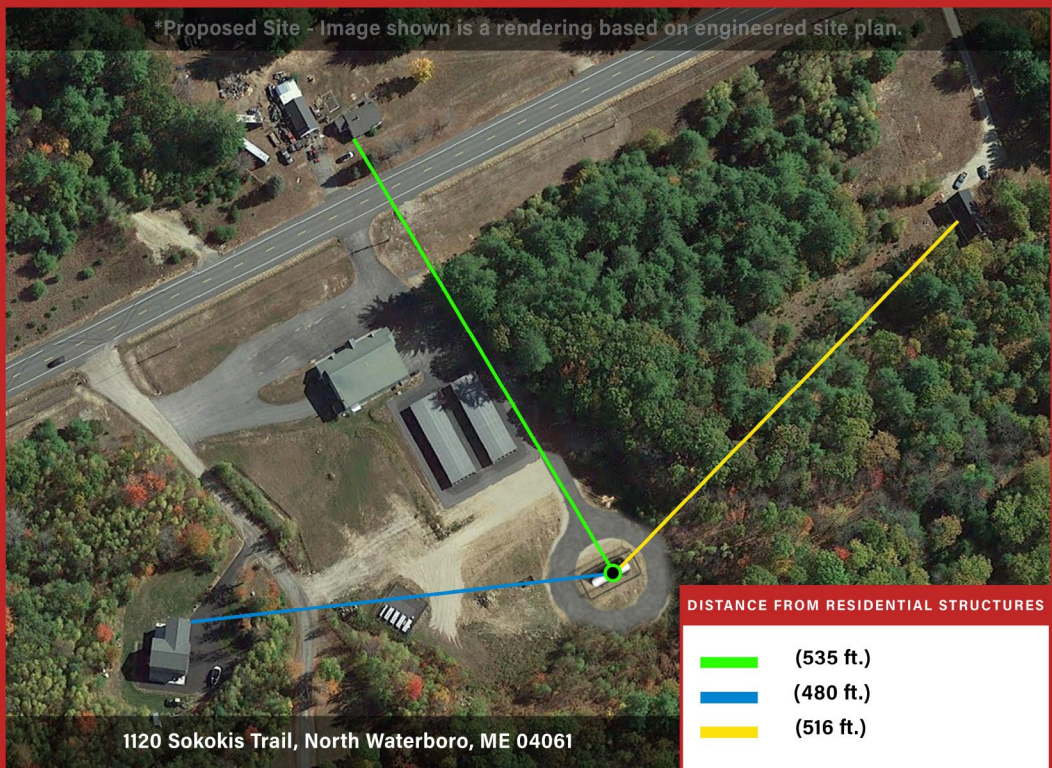 *Proposed Site - Image shown is a rendering based on engineered site plan.
DISTANCE FROM RESIDENTIAL STRUCTURES
(535 ft.)
(480 ft.)
(516 ft.)
1120 Sokokis Trail, North Waterboro, ME 04061